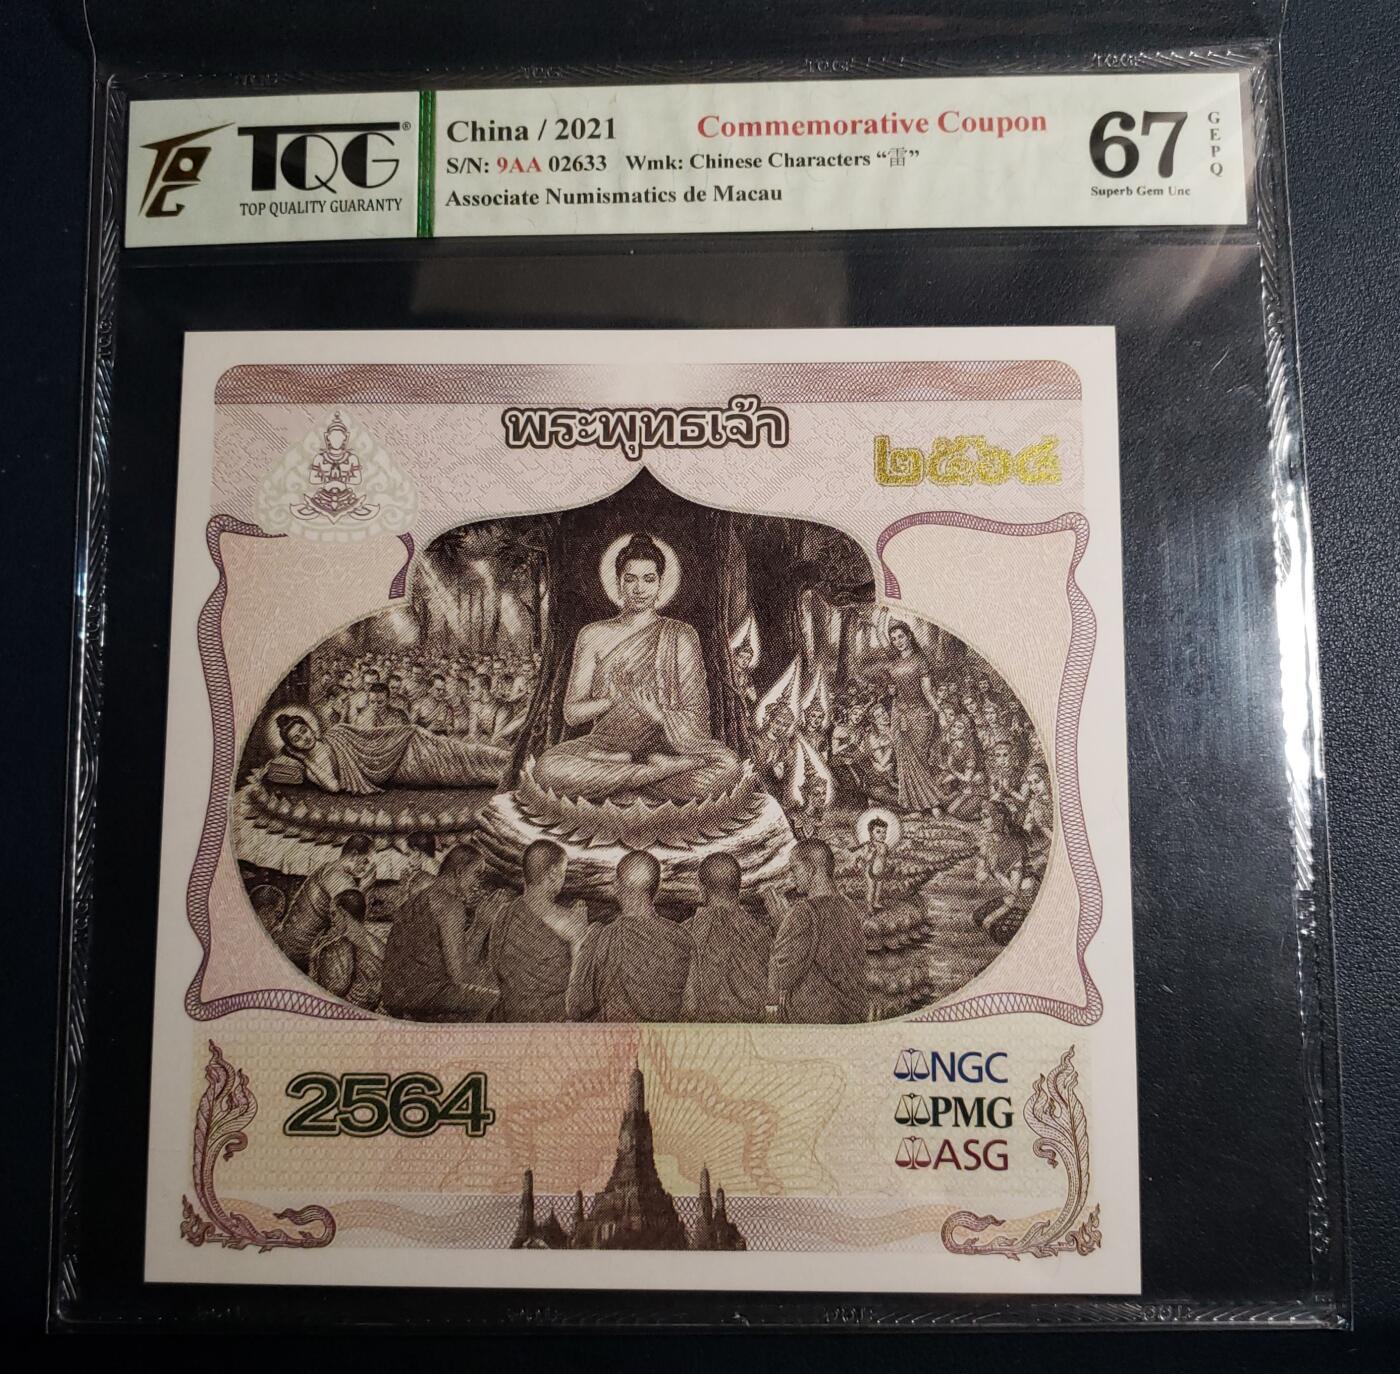 TQG®
TOP QUALITY GUARANTY
China / 2021
Commemorative Coupon
S/N: 9AA 02633 Wmk: Chinese Characters “雷”
Associate Numismatics de Macau
67
Superb Gem Unc
GEPQ
พระพุทธเจ้า
๒๕๖๔
2564
NGC
PMG
ASG